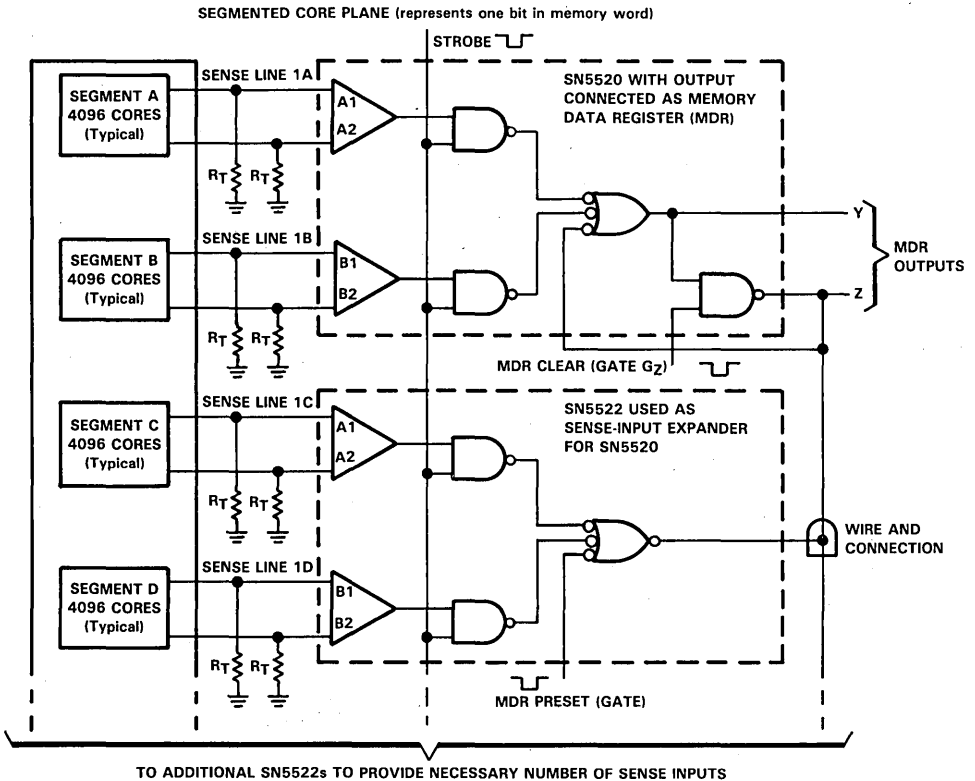 SEGMENTED CORE PLANE (represents one bit in memory word)
STROBE
SENSE LINE 1A
SEGMENT A
4096 CORES
(Typical)
A1
A2
SN5520 WITH OUTPUT
CONNECTED AS MEMORY
DATA REGISTER (MDR)
RT
RT
Y
MDR
OUTPUTS
SENSE LINE 1B
SEGMENT B
4096 CORES
(Typical)
B1
B2
Z
RT
RT
MDR CLEAR (GATE GZ)
SENSE LINE 1C
SEGMENT C
4096 CORES
(Typical)
A1
A2
SN5522 USED AS
SENSE-INPUT EXPANDER
FOR SN5520
RT
RT
WIRE AND
CONNECTION
SENSE LINE 1D
SEGMENT D
4096 CORES
(Typical)
B1
B2
RT
RT
MDR PRESET (GATE)
TO ADDITIONAL SN5522s TO PROVIDE NECESSARY NUMBER OF SENSE INPUTS